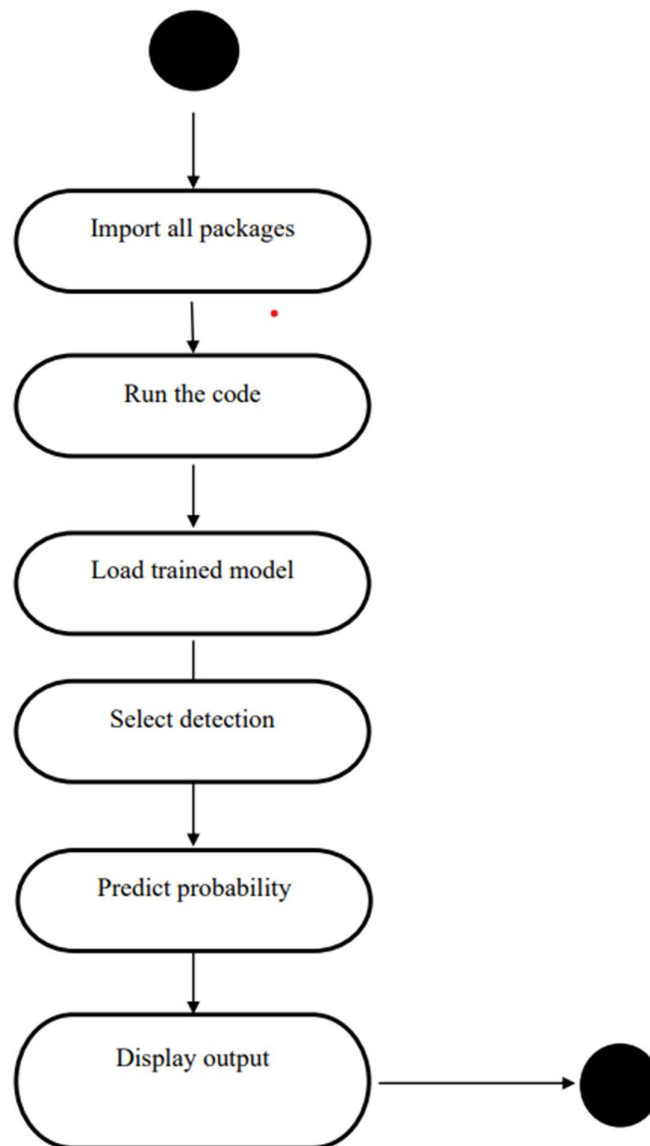 Import all packages
Run the code
Load trained model
Select detection
Predict probability
Display output